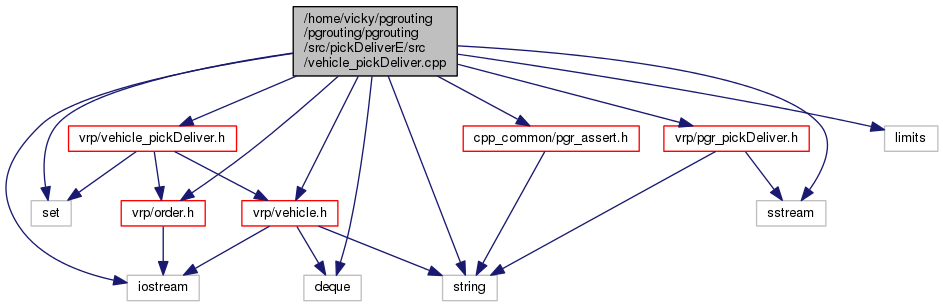 /home/vicky/pgrouting
/pgrouting/pgrouting
/src/pickDeliverE/src
/vehicle_pickDeliver.cpp
vrp/vehicle_pickDeliver.h
cpp_common/pgr_assert.h
vrp/pgr_pickDeliver.h
limits
set
vrp/order.h
vrp/vehicle.h
sstream
iostream
deque
string